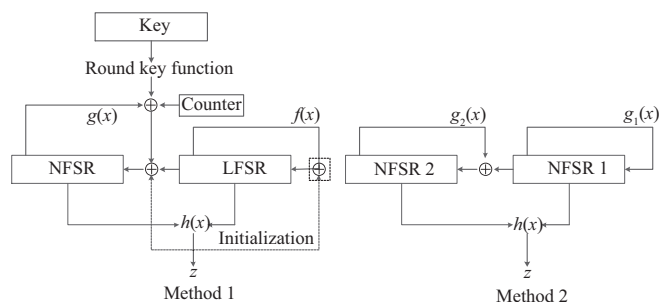 Key
Round key function
Counter
g(x)
f(x)
NFSR
LFSR
h(x)
Initialization
z
Method 1
g₂(x)
g₁(x)
NFSR 2
NFSR 1
h(x)
z
Method 2